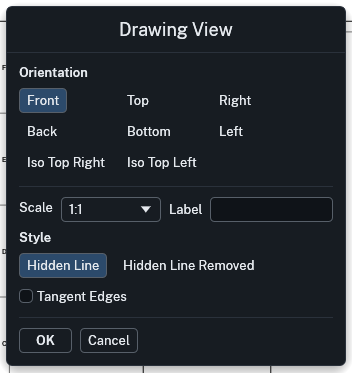 Drawing View
Orientation
Front Top Right
Back Bottom Left
Iso Top Right Iso Top Left
Scale 1:1 Label
Style
Hidden Line Hidden Line Removed
Tangent Edges
OK Cancel